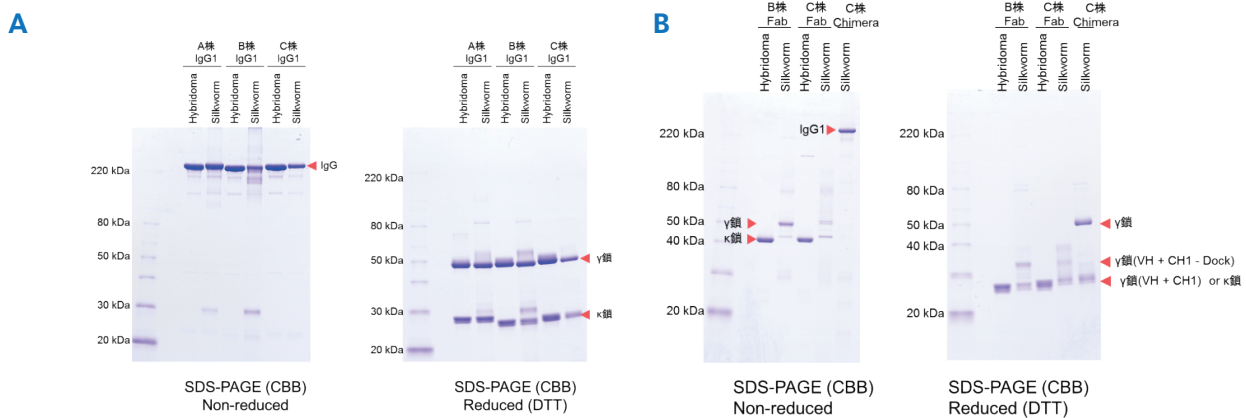 A
A株 B株 C株
IgG1 IgG1 IgG1
Hybridoma
Silkworm
Hybridoma
Silkworm
Hybridoma
Silkworm
220 kDa
80 kDa
50 kDa
30 kDa
20 kDa
IgG
SDS-PAGE (CBB)
Non-reduced
A株 B株 C株
IgG1 IgG1 IgG1
Hybridoma
Silkworm
Hybridoma
Silkworm
Hybridoma
Silkworm
220 kDa
80 kDa
50 kDa
30 kDa
20 kDa
γ鎖
κ鎖
SDS-PAGE (CBB)
Reduced (DTT)
B
B株 C株 C株
Fab Fab Chimera
Hybridoma
Silkworm
Hybridoma
Silkworm
Silkworm
220 kDa
80 kDa
50 kDa
40 kDa
20 kDa
IgG1
γ鎖
κ鎖
SDS-PAGE (CBB)
Non-reduced
B株 C株 C株
Fab Fab Chimera
Hybridoma
Silkworm
Hybridoma
Silkworm
Silkworm
220 kDa
80 kDa
50 kDa
40 kDa
20 kDa
γ鎖
γ鎖(VH + CH1 - Dock)
γ鎖(VH + CH1) or κ鎖
SDS-PAGE (CBB)
Reduced (DTT)